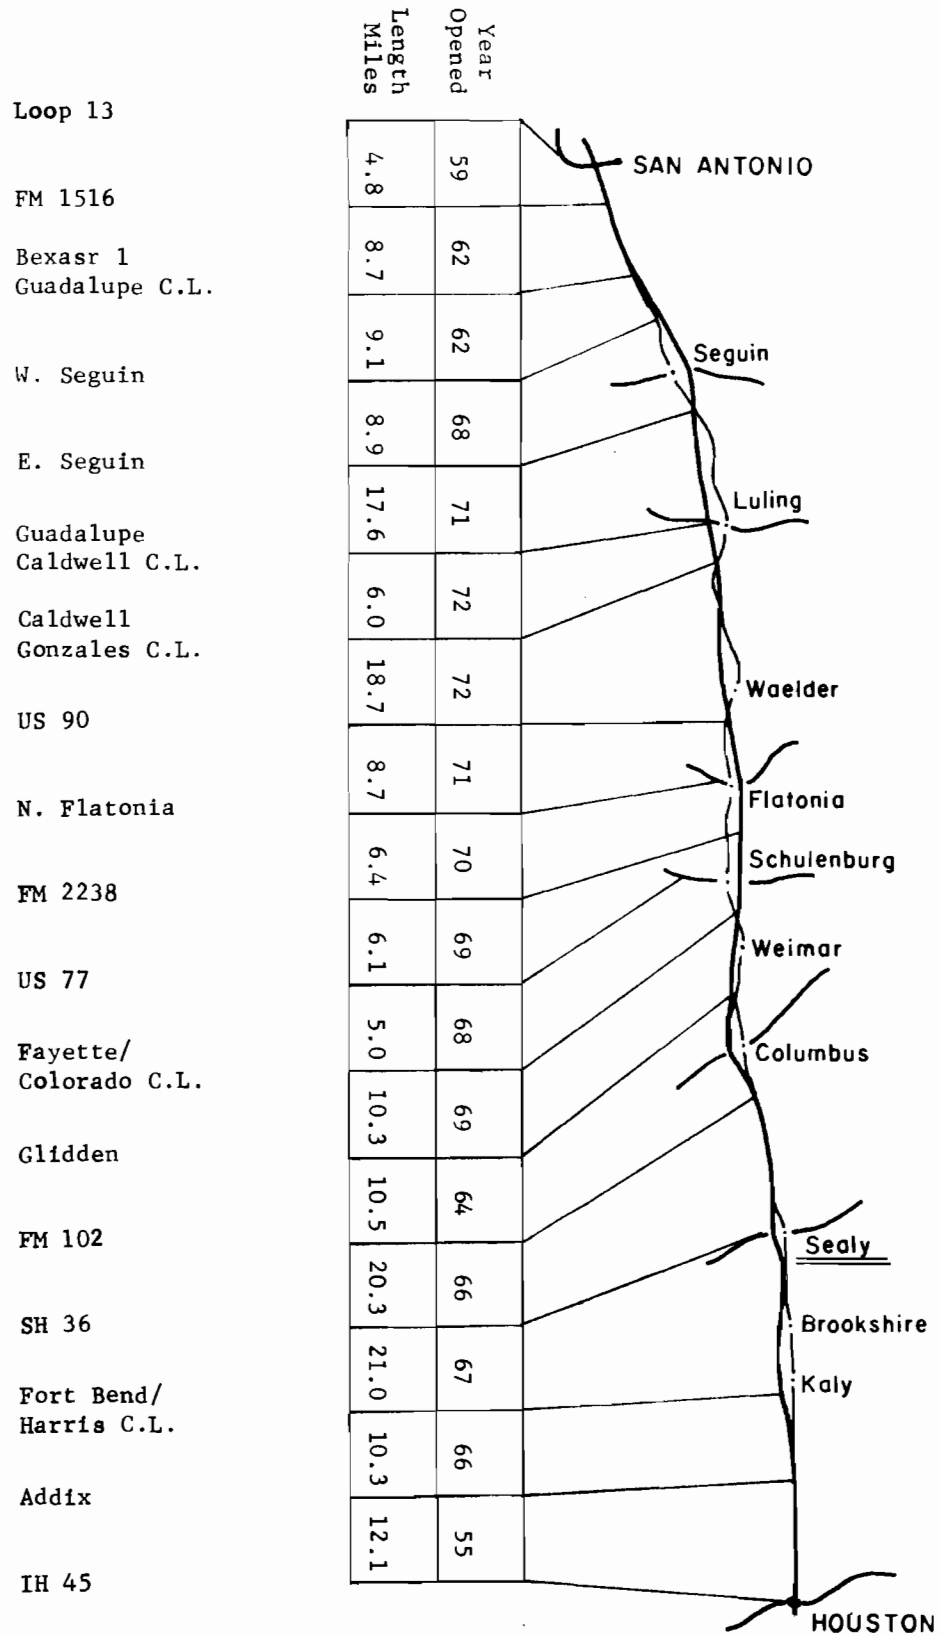 Year
Opened
Length
Miles
Loop 13
4.8 59
SAN ANTONIO
FM 1516
8.7 62
Bexasr 1
Guadalupe C.L.
9.1 62
Seguin
W. Seguin
8.9 68
E. Seguin
17.6 71
Luling
Guadalupe
Caldwell C.L.
6.0 72
Caldwell
Gonzales C.L.
18.7 72
Waelder
US 90
8.7 71
Flatonia
N. Flatonia
6.4 70
Schulenburg
FM 2238
6.1 69
Weimar
US 77
5.0 68
Columbus
Fayette/
Colorado C.L.
10.3 69
Glidden
10.5 64
FM 102
20.3 66
Sealy
SH 36
21.0 67
Brookshire
Kaly
Fort Bend/
Harris C.L.
10.3 66
Addix
12.1 55
IH 45
HOUSTON